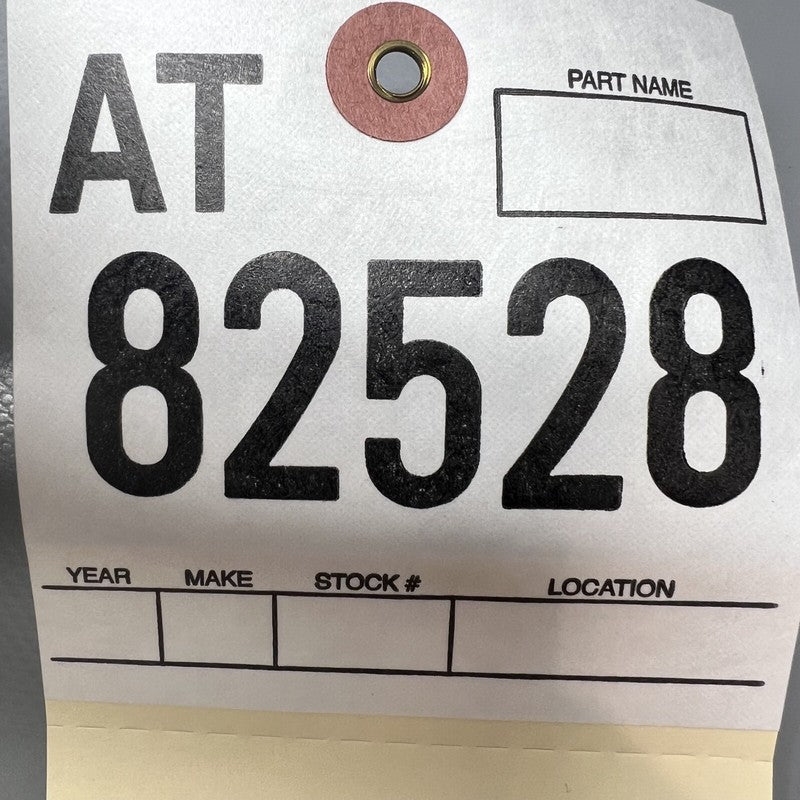 AT
PART NAME
82528
YEAR MAKE STOCK # LOCATION